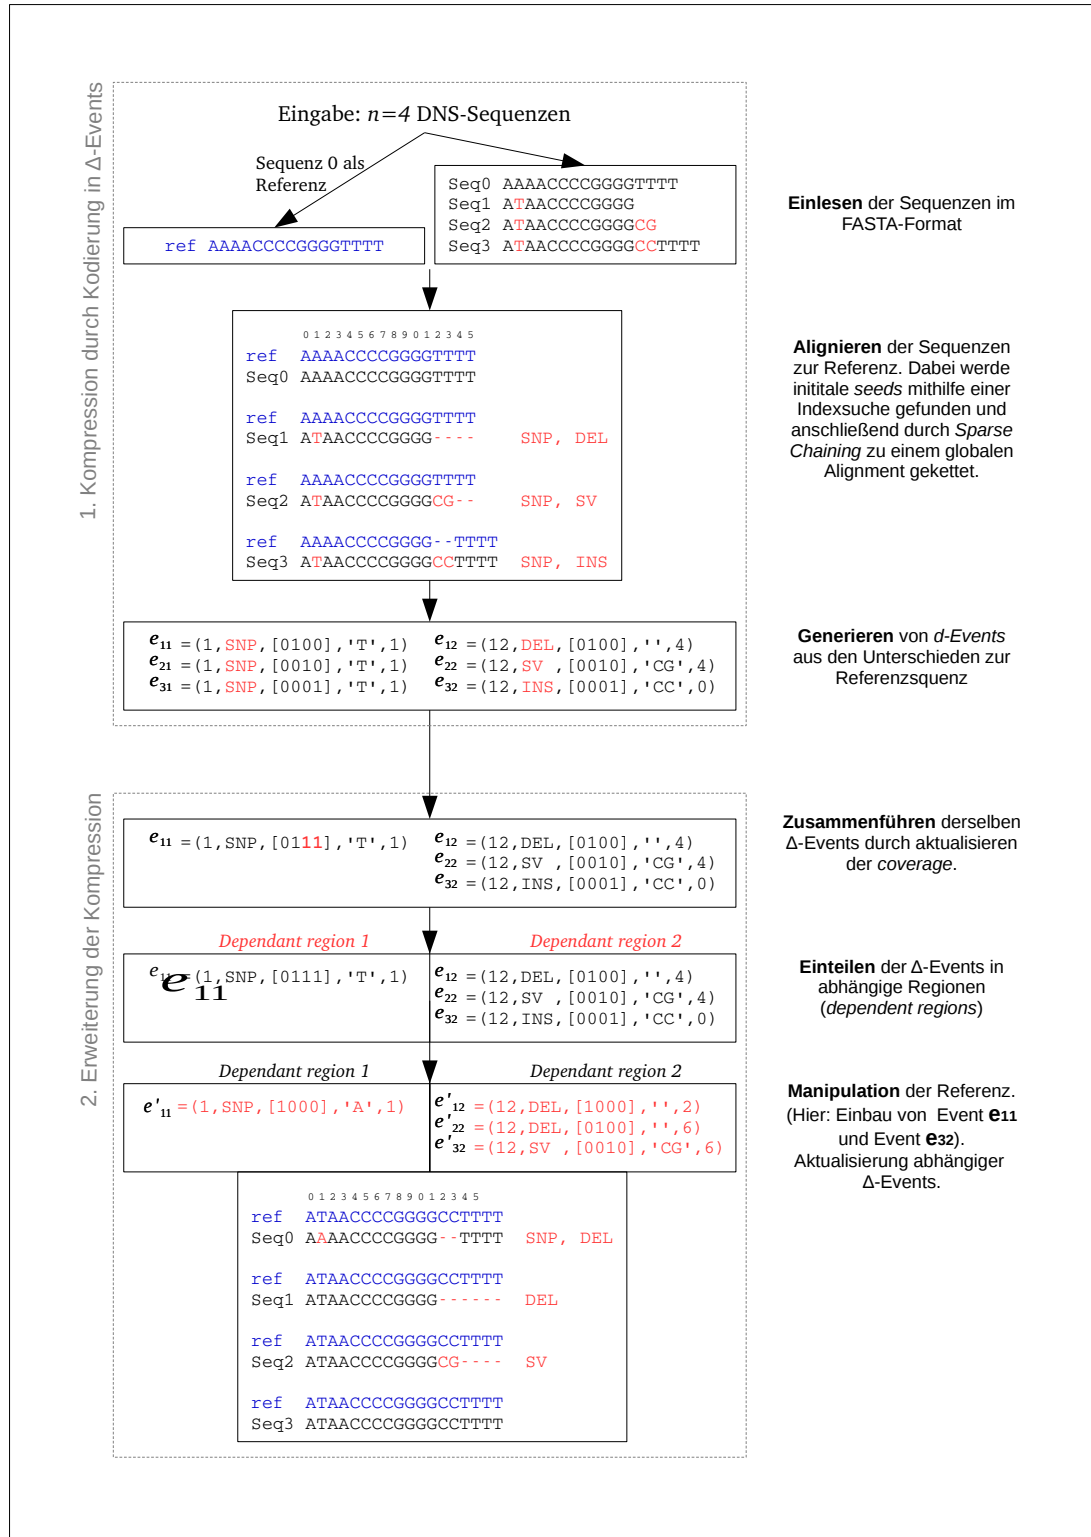 1. Kompression durch Kodierung in Δ-Events
Eingabe: n=4 DNS-Sequenzen
Sequenz 0 als
Referenz
ref AAAACCCCGGGGTTTT
Seq0 AAAACCCCGGGGTTTT
Seq1 ATAACCCCGGGG
Seq2 ATAACCCCGGGGCG
Seq3 ATAACCCCGGGGCCTTTT
Einlesen der Sequenzen im
FASTA-Format
0 1 2 3 4 5 6 7 8 9 0 1 2 3 4 5
ref AAAACCCCGGGGTTTT
Seq0 AAAACCCCGGGGTTTT
ref AAAACCCCGGGGTTTT
Seq1 ATAACCCCGGGG---- SNP, DEL
ref AAAACCCCGGGGTTTT
Seq2 ATAACCCCGGGGCG-- SNP, SV
ref AAAACCCCGGGG--TTTT
Seq3 ATAACCCCGGGGCCTTTT SNP, INS
Alignieren der Sequenzen
zur Referenz. Dabei werde
inititale seeds mithilfe einer
Indexsuche gefunden und
anschließend durch Sparse
Chaining zu einem globalen
Alignment gekettet.
e11 =(1,SNP,[0100],'T',1) e12 =(12,DEL,[0100],'',4)
e21 =(1,SNP,[0010],'T',1) e22 =(12,SV ,[0010],'CG',4)
e31 =(1,SNP,[0001],'T',1) e32 =(12,INS,[0001],'CC',0)
Generieren von d-Events
aus den Unterschieden zur
Referenzsquenz
2. Erweiterung der Kompression
e11 =(1,SNP,[0111],'T',1) e12 =(12,DEL,[0100],'',4)
e22 =(12,SV ,[0010],'CG',4)
e32 =(12,INS,[0001],'CC',0)
Zusammenführen derselben
Δ-Events durch aktualisieren
der coverage.
Dependant region 1 Dependant region 2
e11 =(1,SNP,[0111],'T',1) e12 =(12,DEL,[0100],'',4)
e11
e22 =(12,SV ,[0010],'CG',4)
e32 =(12,INS,[0001],'CC',0)
Einteilen der Δ-Events in
abhängige Regionen
(dependent regions)
Dependant region 1 Dependant region 2
e'11 =(1,SNP,[1000],'A',1) e'12 =(12,DEL,[1000],'',2)
e'22 =(12,DEL,[0100],'',6)
e'32 =(12,SV ,[0010],'CG',6)
Manipulation der Referenz.
(Hier: Einbau von Event e11
und Event e32).
Aktualisierung abhängiger
Δ-Events.
0 1 2 3 4 5 6 7 8 9 0 1 2 3 4 5
ref ATAACCCCGGGGCCTTTT
Seq0 AAAACCCCGGGG--TTTT SNP, DEL
ref ATAACCCCGGGGCCTTTT
Seq1 ATAACCCCGGGG------ DEL
ref ATAACCCCGGGGCCTTTT
Seq2 ATAACCCCGGGGCG---- SV
ref ATAACCCCGGGGCCTTTT
Seq3 ATAACCCCGGGGCCTTTT